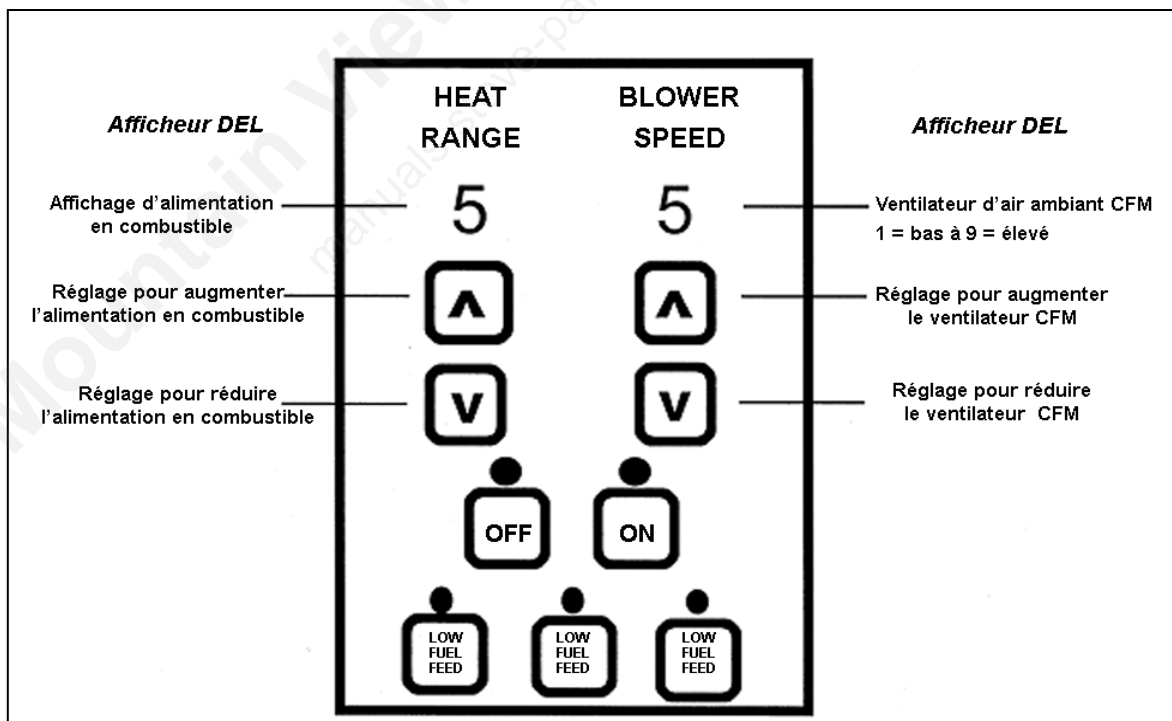 HEAT
RANGE
BLOWER
SPEED
Afficheur DEL
Afficheur DEL
Affichage d'alimentation
en combustible
5
5
Ventilateur d'air ambiant CFM
1 = bas à 9 = élevé
Réglage pour augmenter
l'alimentation en combustible
ʌ
ʌ
Réglage pour augmenter
le ventilateur CFM
Réglage pour réduire
l'alimentation en combustible
v
v
Réglage pour réduire
le ventilateur CFM
OFF
ON
LOW
FUEL
FEED
LOW
FUEL
FEED
LOW
FUEL
FEED
Mountain View